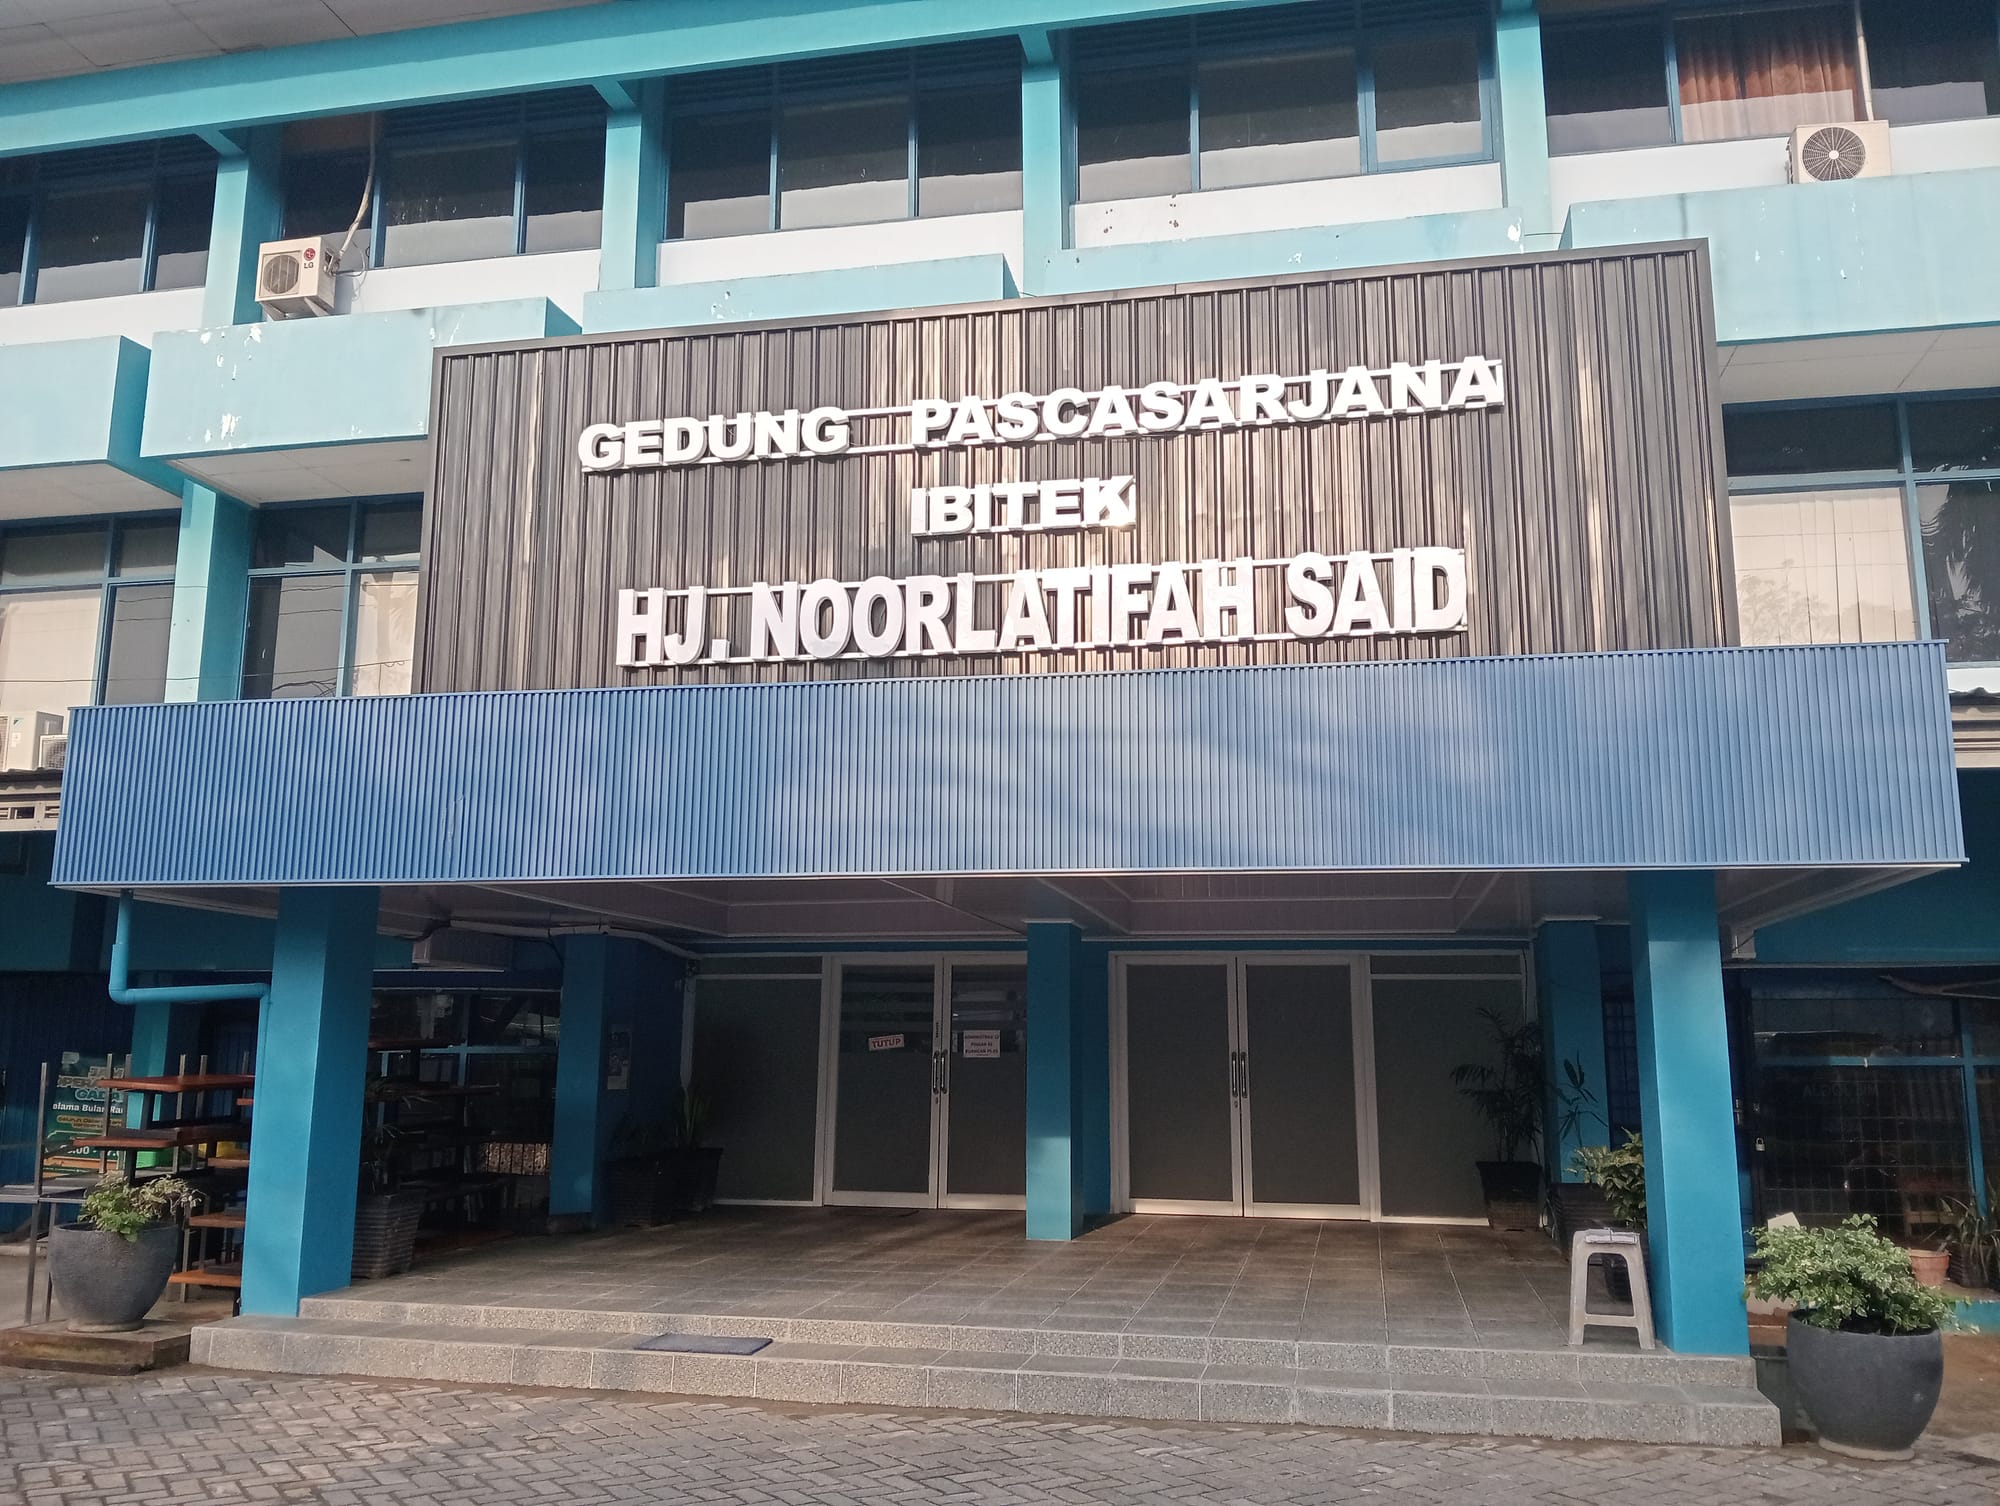 GEDUNG PASCASARJANA
IBITEK
HJ. NOORLATIFAH SAID
LG
TUTUP